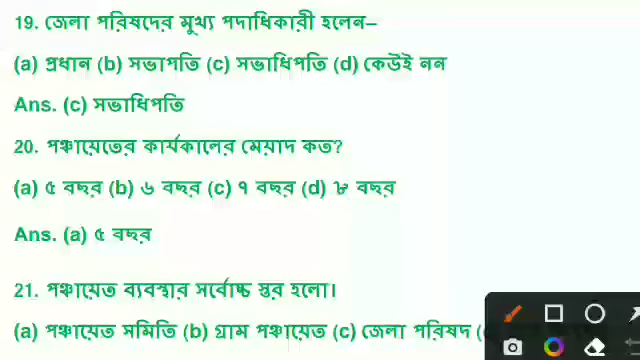 19. জেলা পরিষদের মুখ্য পদাধিকারী হলেন–
(a) প্রধান (b) সভাপতি (c) সভাধিপতি (d) কেউই নন
Ans. (c) সভাধিপতি
20. পঞ্চায়েতের কার্যকালের মেয়াদ কত?
(a) ৫ বছর (b) ৬ বছর (c) ৭ বছর (d) ৮ বছর
Ans. (a) ৫ বছর
21. পঞ্চায়েত ব্যবস্থার সর্বোচ্চ স্তর হলো।
(a) পঞ্চায়েত সমিতি (b) গ্রাম পঞ্চায়েত (c) জেলা পরিষদ